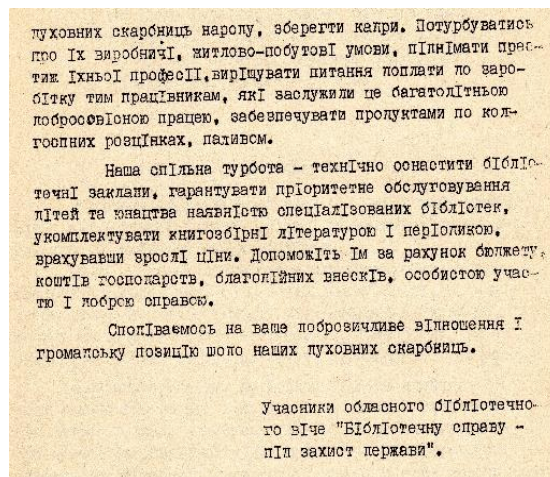 духовних скарбниць народу, зберегти кадри. Потурбуватись
про їх виробничі, житлово-побутові умови, піднімати прес-
тиж їхньої професії,вирішувати питання доплати до заро-
бітку тим працівникам, які заслужили це багатолітньою
добросовісною працею, забезпечувати продуктами по кол-
госпних розцінках, паливом.
Наша спільна турбота - технічно оснастити бібліо-
течні заклади, гарантувати пріоритетне обслуговування
дітей та юнацтва наявністю спеціалізованих бібліотек,
укомплектувати книгозбірні літературою і періодикою,
врахувавши зрослі ціни. Допоможіть їм за рахунок бюджету,
коштів господарств, благодійних внесків, особистою учас-
тю і доброю справою.
Сподіваємось на ваше доброзичливе відношення і
громадську позицію щодо наших духовних скарбниць.
Учасники обласного бібліотечно-
го віче "Бібліотечну справу -
під захист держави".